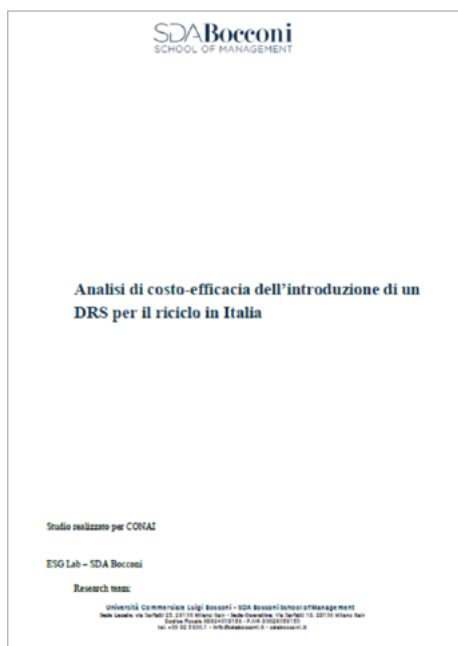 SDA Bocconi
SCHOOL OF MANAGEMENT
Analisi di costo-efficacia dell’introduzione di un
DRS per il riciclo in Italia
Studio realizzato per CONAI
ESG Lab – SDA Bocconi
Research team:
Università Commerciale Luigi Bocconi - SDA Bocconi School of Management